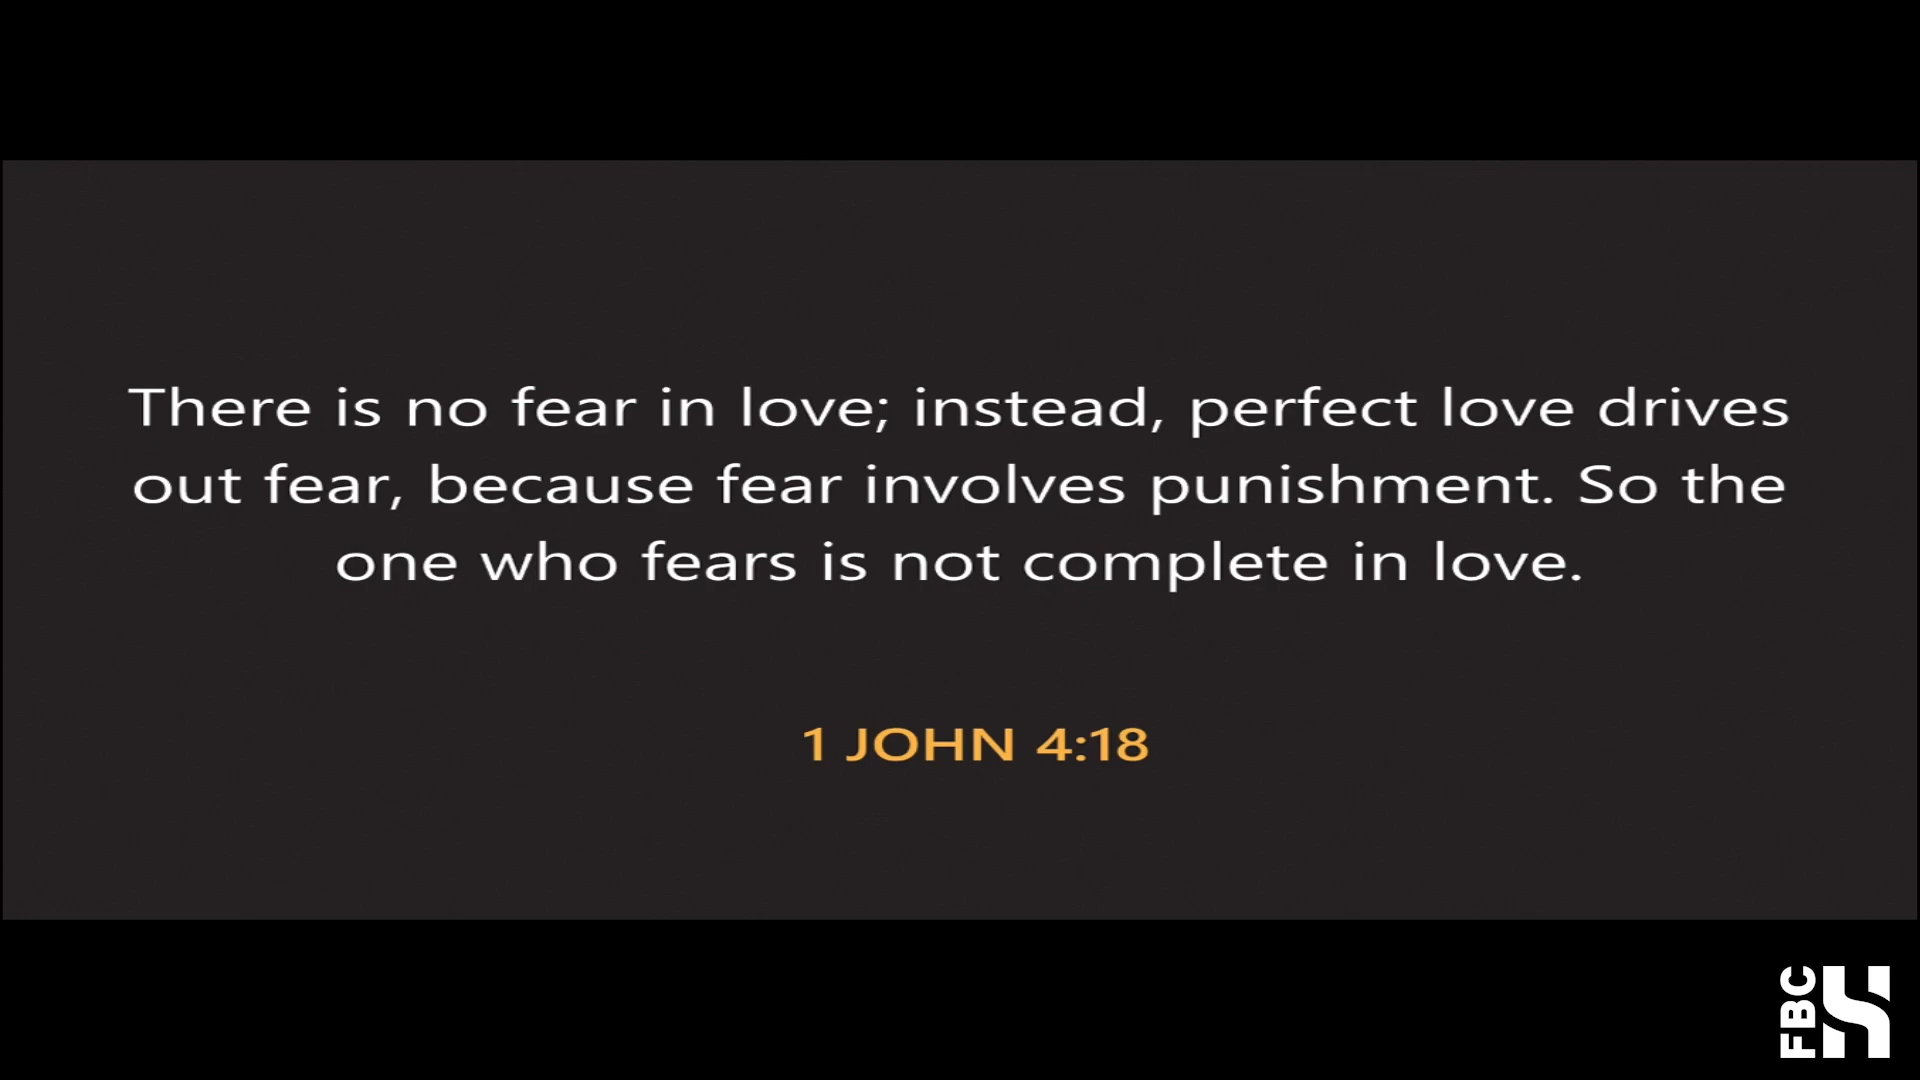 There is no fear in love; instead, perfect love drives
out fear, because fear involves punishment. So the
one who fears is not complete in love.
1 JOHN 4:18
FBC